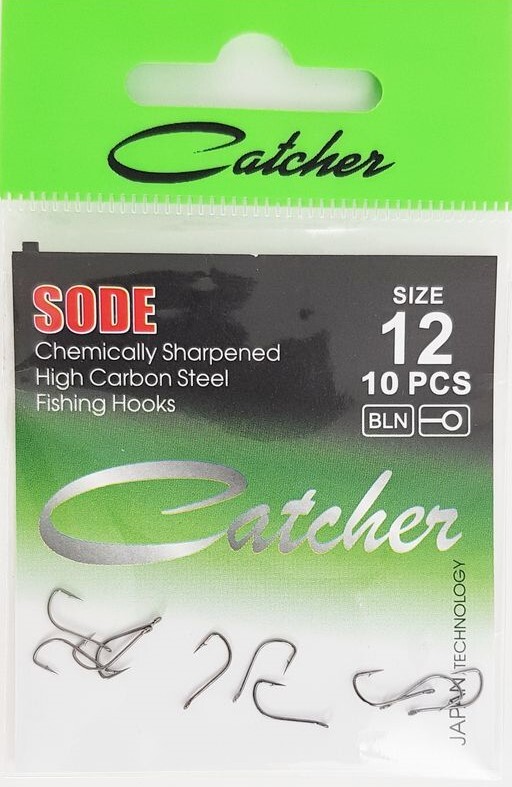 Catcher
SODE
Chemically Sharpened
High Carbon Steel
Fishing Hooks
SIZE
12
10 PCS
BLN
Catcher
JAPAN TECHNOLOGY